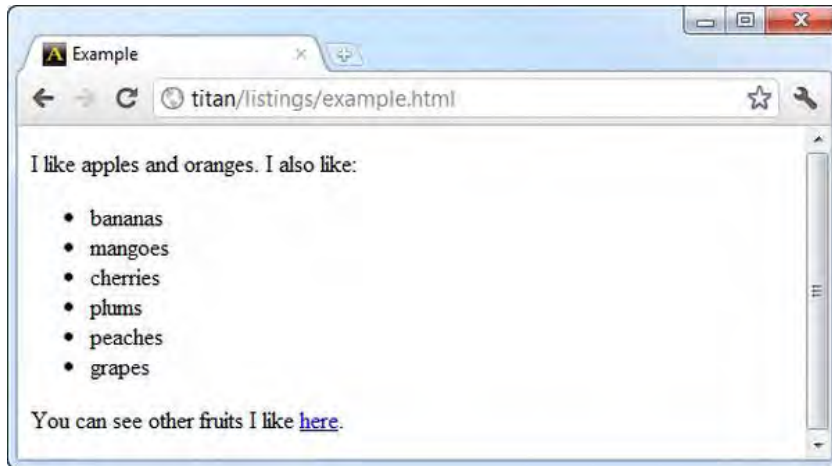 A Example
titan/listings/example.html
I like apples and oranges. I also like:
• bananas
• mangoes
• cherries
• plums
• peaches
• grapes
You can see other fruits I like here.